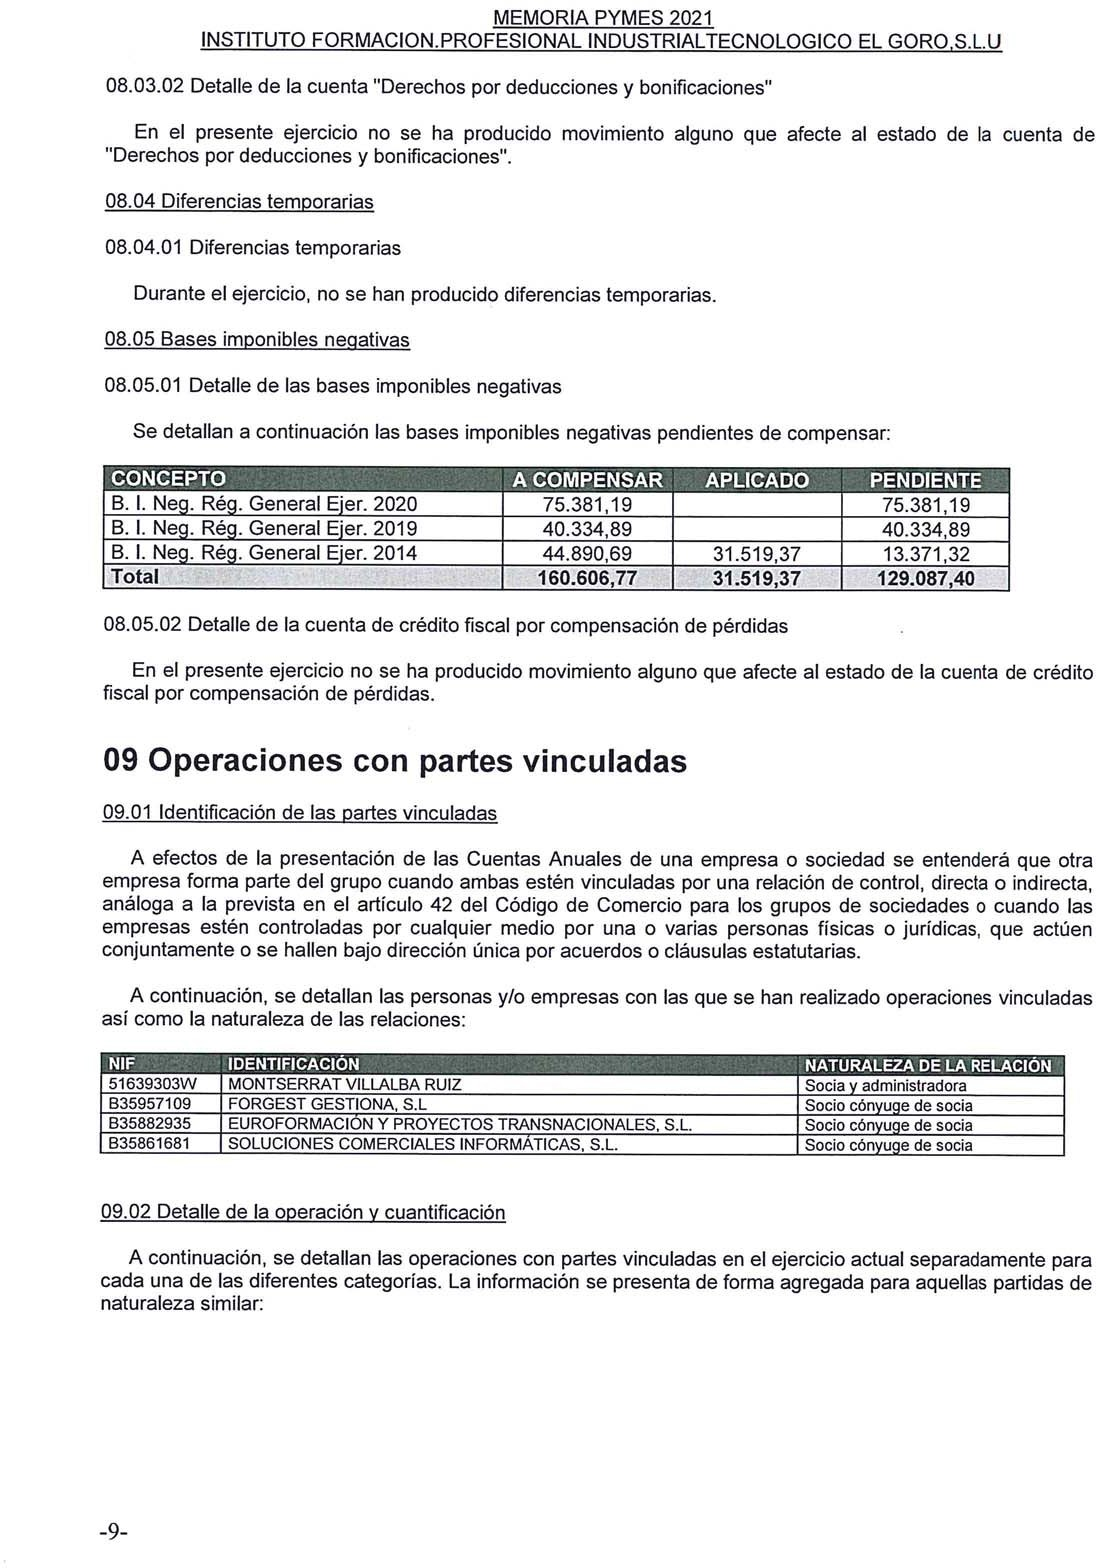 MEMORIA PYMES 2021
INSTITUTO FORMACION.PROFESIONAL INDUSTRIALTECNOLOGICO EL GORO,S.L.U
08.03.02 Detalle de la cuenta "Derechos por deducciones y bonificaciones"
En el presente ejercicio no se ha producido movimiento alguno que afecte al estado de la cuenta de
"Derechos por deducciones y bonificaciones".
08.04 Diferencias temporarias
08.04.01 Diferencias temporarias
Durante el ejercicio, no se han producido diferencias temporarias.
08.05 Bases imponibles negativas
08.05.01 Detalle de las bases imponibles negativas
Se detallan a continuación las bases imponibles negativas pendientes de compensar:
CONCEPTO A COMPENSAR APLICADO PENDIENTE
B. I. Neg. Rég. General Ejer. 2020 75.381,19 75.381,19
B. I. Neg. Rég. General Ejer. 2019 40.334,89 40.334,89
B. I. Neg. Rég. General Ejer. 2014 44.890,69 31.519,37 13.371,32
Total 160.606,77 31.519,37 129.087,40
08.05.02 Detalle de la cuenta de crédito fiscal por compensación de pérdidas
En el presente ejercicio no se ha producido movimiento alguno que afecte al estado de la cuenta de crédito
fiscal por compensación de pérdidas.
09 Operaciones con partes vinculadas
09.01 Identificación de las partes vinculadas
A efectos de la presentación de las Cuentas Anuales de una empresa o sociedad se entenderá que otra
empresa forma parte del grupo cuando ambas estén vinculadas por una relación de control, directa o indirecta,
análoga a la prevista en el artículo 42 del Código de Comercio para los grupos de sociedades o cuando las
empresas estén controladas por cualquier medio por una o varias personas físicas o jurídicas, que actúen
conjuntamente o se hallen bajo dirección única por acuerdos o cláusulas estatutarias.
A continuación, se detallan las personas y/o empresas con las que se han realizado operaciones vinculadas
así como la naturaleza de las relaciones:
NIF IDENTIFICACIÓN NATURALEZA DE LA RELACIÓN
51639303W MONTSERRAT VILLALBA RUIZ Socia y administradora
B35957109 FORGEST GESTIONA, S.L Socio cónyuge de socia
B35882935 EUROFORMACIÓN Y PROYECTOS TRANSNACIONALES, S.L. Socio cónyuge de socia
B35861681 SOLUCIONES COMERCIALES INFORMÁTICAS, S.L. Socio cónyuge de socia
09.02 Detalle de la operación y cuantificación
A continuación, se detallan las operaciones con partes vinculadas en el ejercicio actual separadamente para
cada una de las diferentes categorías. La información se presenta de forma agregada para aquellas partidas de
naturaleza similar:
-9-